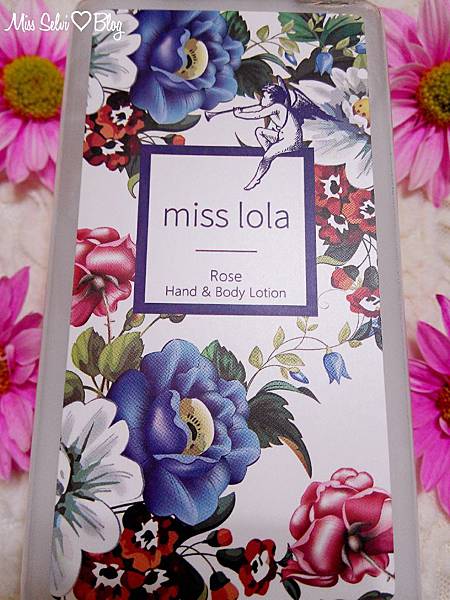 Miss Selvi♡Blog
miss lola
Rose
Hand & Body Lotion